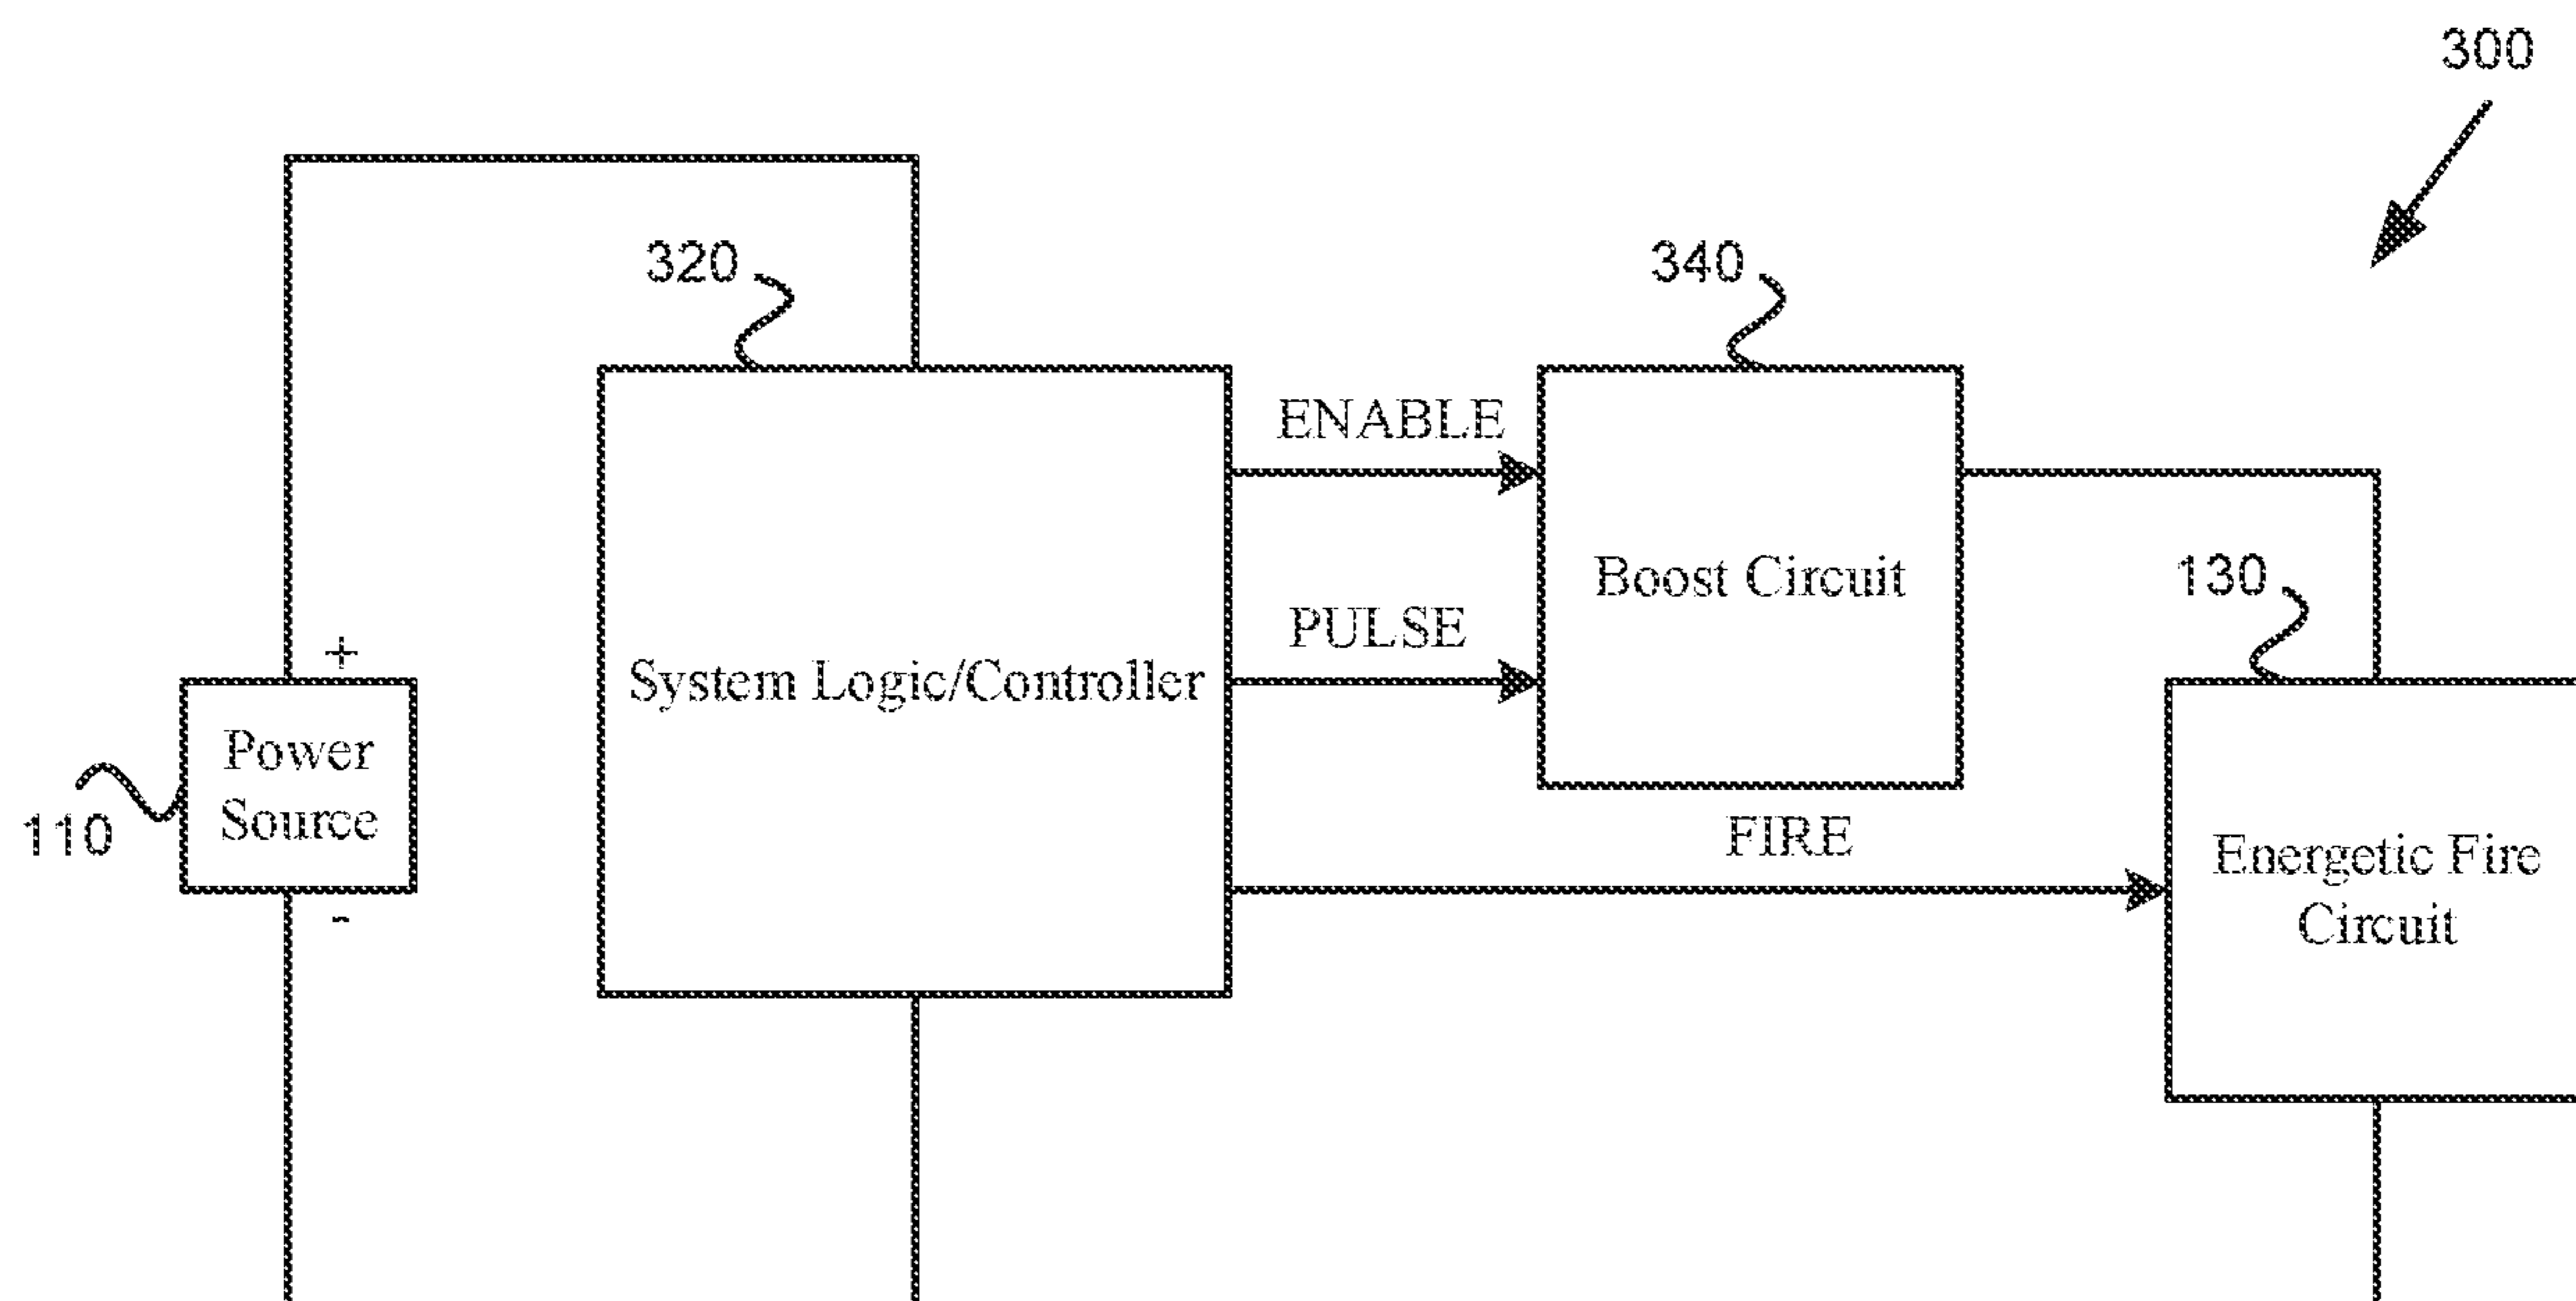 300
320
340
ENABLE
Boost Circuit
130
PULSE
+
System Logic/Controller
Power
Source
110
-
FIRE
Energetic Fire
Circuit